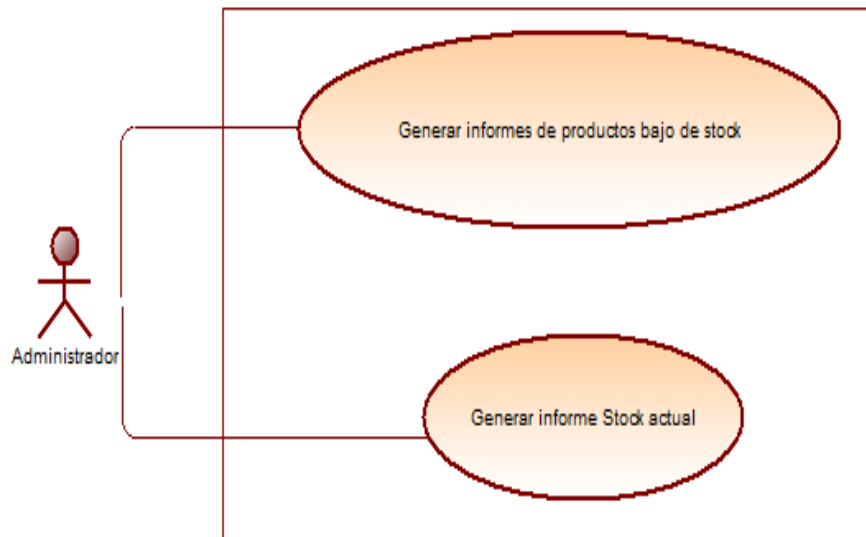 Generar informes de productos bajo de stock
Administrador
Generar informe Stock actual